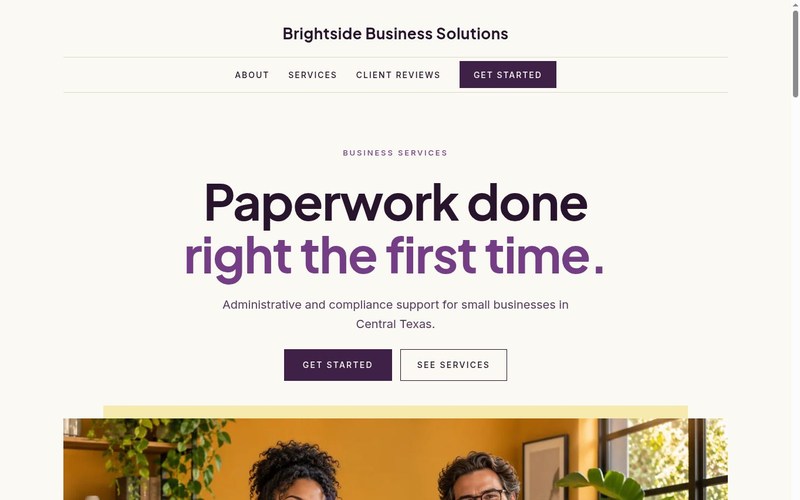 Brightside Business Solutions
ABOUT SERVICES CLIENT REVIEWS GET STARTED
BUSINESS SERVICES
Paperwork done
right the first time.
Administrative and compliance support for small businesses in
Central Texas.
GET STARTED SEE SERVICES